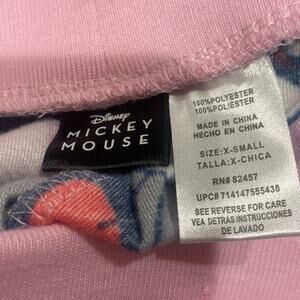 Disney
MICKEY
MOUSE
100%POLYESTER
100%POLIÉSTER
MADE IN CHINA
HECHO EN CHINA
SIZE:X-SMALL
TALLA:X-CHICA
RN# 82457
UPC# 714147555438
SEE REVERSE FOR CARE
VEA DETRAS INSTRUCCIONES
DE LAVADO